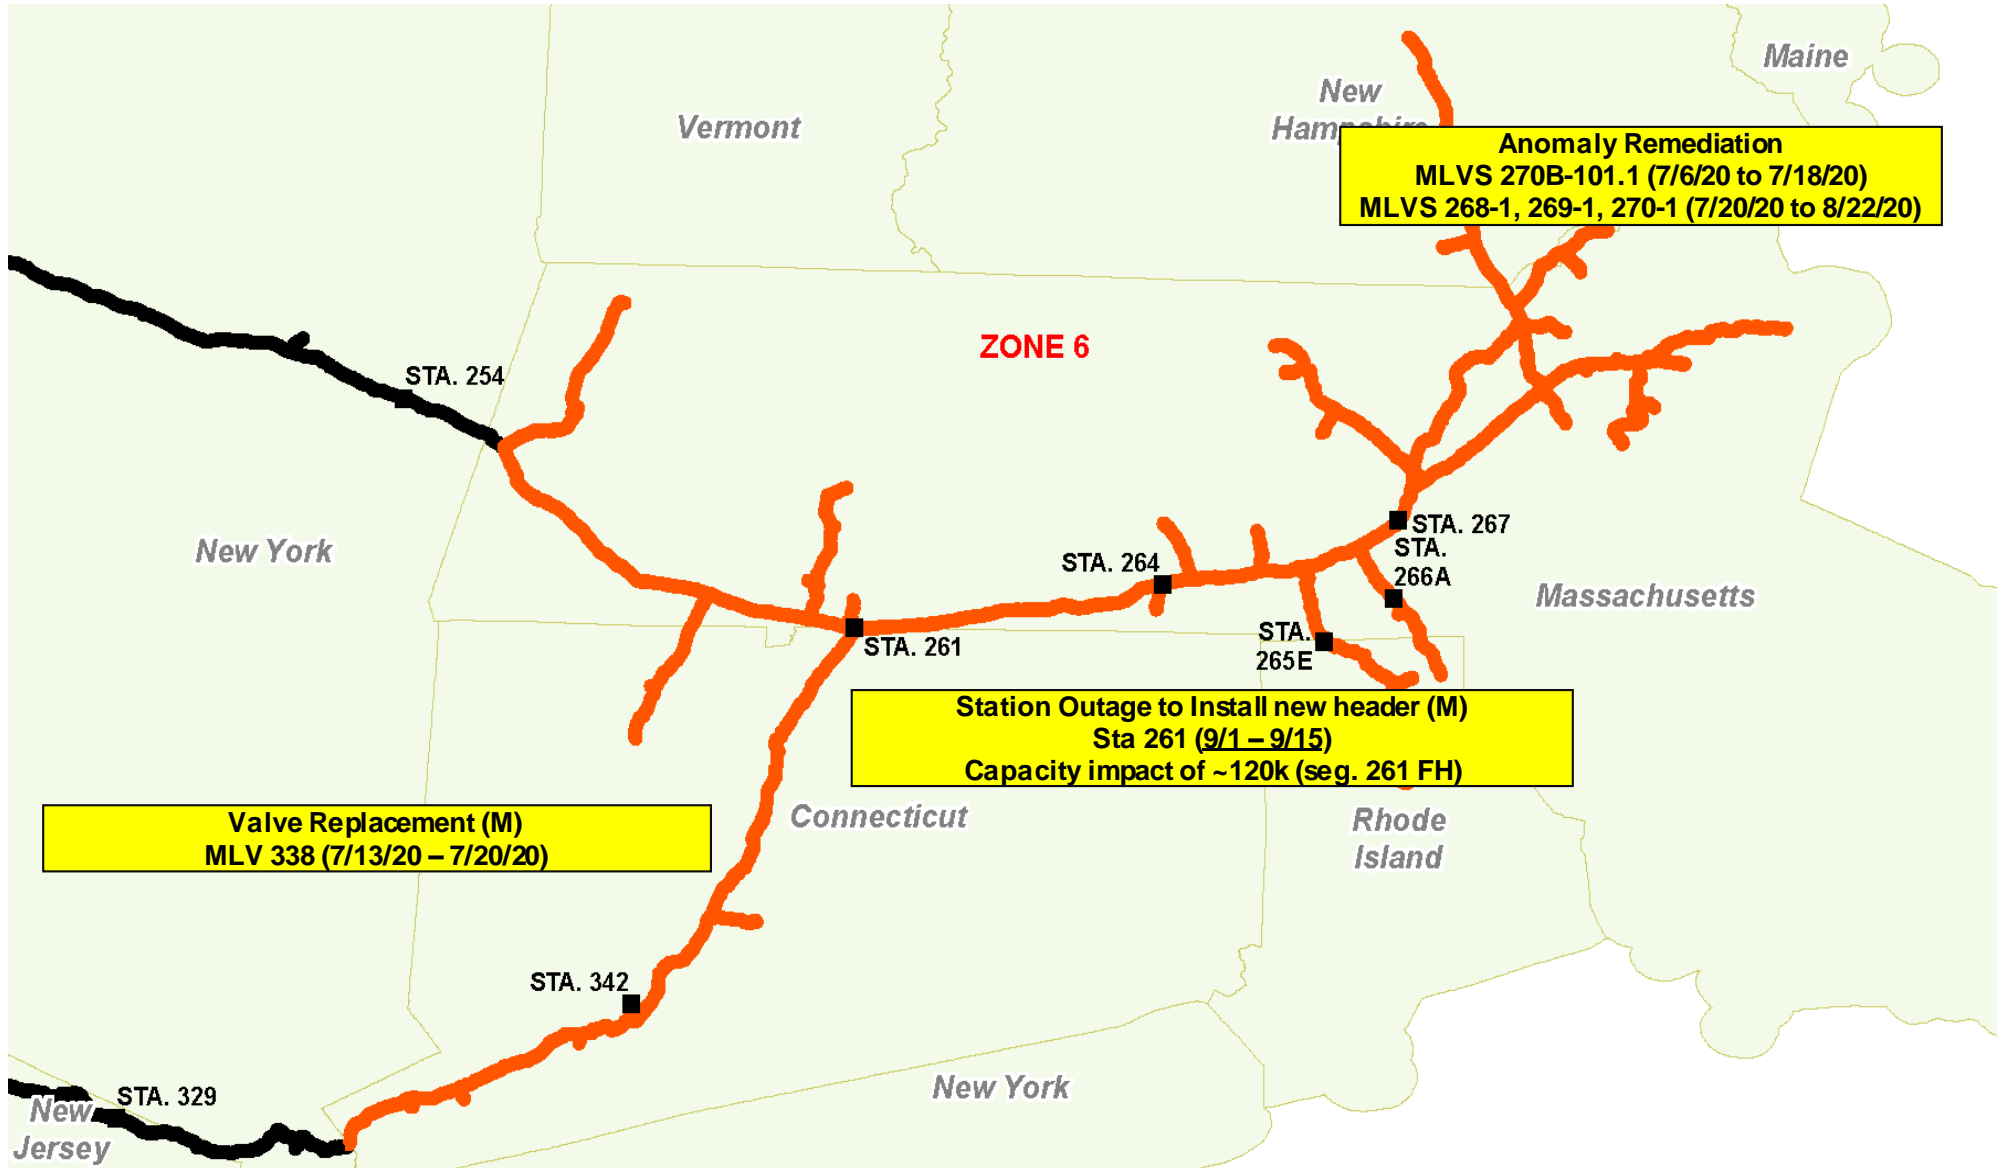 Maine
New
Hampshire
Vermont
Anomaly Remediation
MLVS 270B-101.1 (7/6/20 to 7/18/20)
MLVS 268-1, 269-1, 270-1 (7/20/20 to 8/22/20)
ZONE 6
STA. 254
New York
STA. 267
STA.
266A
STA. 264
Massachusetts
STA. 261
STA.
265E
Station Outage to Install new header (M)
Sta 261 (9/1 – 9/15)
Capacity impact of ~120k (seg. 261 FH)
Valve Replacement (M)
MLV 338 (7/13/20 – 7/20/20)
Connecticut
Rhode
Island
STA. 342
New York
STA. 329
New
Jersey